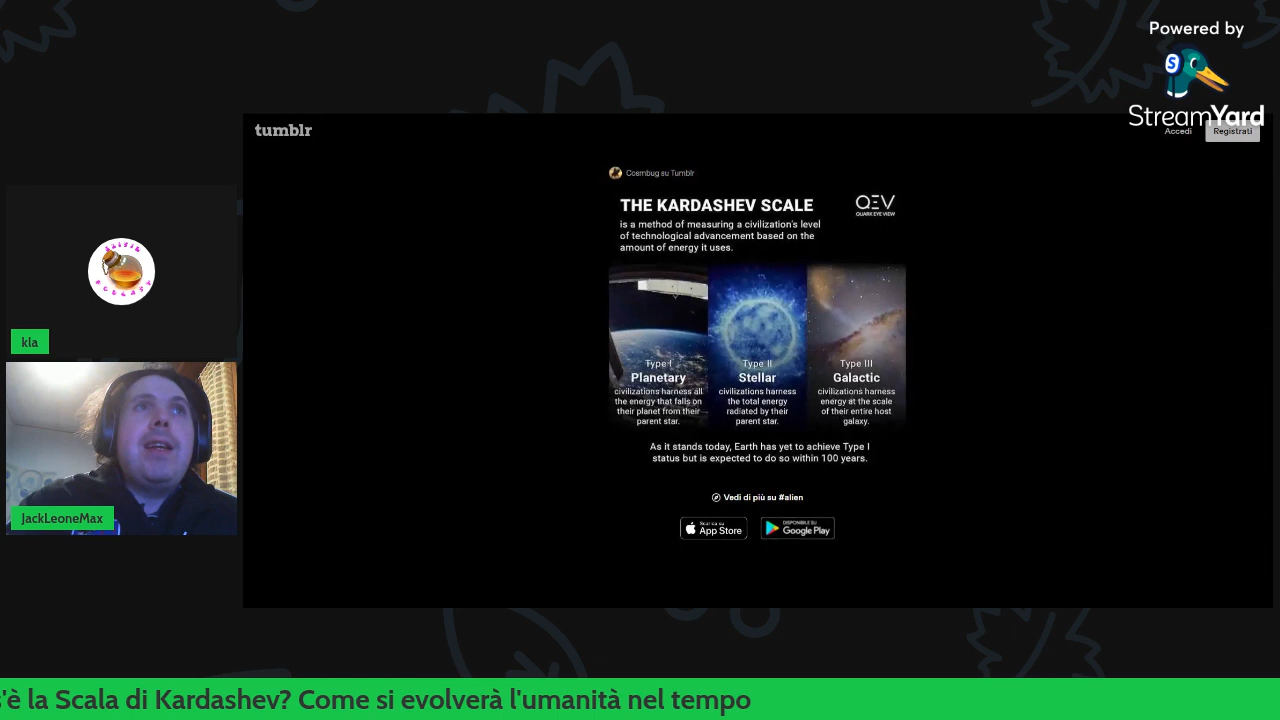 Powered by
StreamYard
tumblr
Accedi
Registrati
Cosmbug su Tumblr
THE KARDASHEV SCALE
QEV
QUARK EYE VIEW
is a method of measuring a civilization's level
of technological advancement based on the
amount of energy it uses.
Type I
Planetary
civilizations harness all
the energy that falls on
their planet from their
parent star.
Type II
Stellar
civilizations harness
the total energy
radiated by their
parent star.
Type III
Galactic
civilizations harness
energy at the scale
of their entire host
galaxy.
As it stands today, Earth has yet to achieve Type I
status but is expected to do so within 100 years.
Vedi di più su #alien
Scarica su
App Store
DISPONIBILE SU
Google Play
kla
JackLeoneMax
'è la Scala di Kardashev? Come si evolverà l'umanità nel tempo